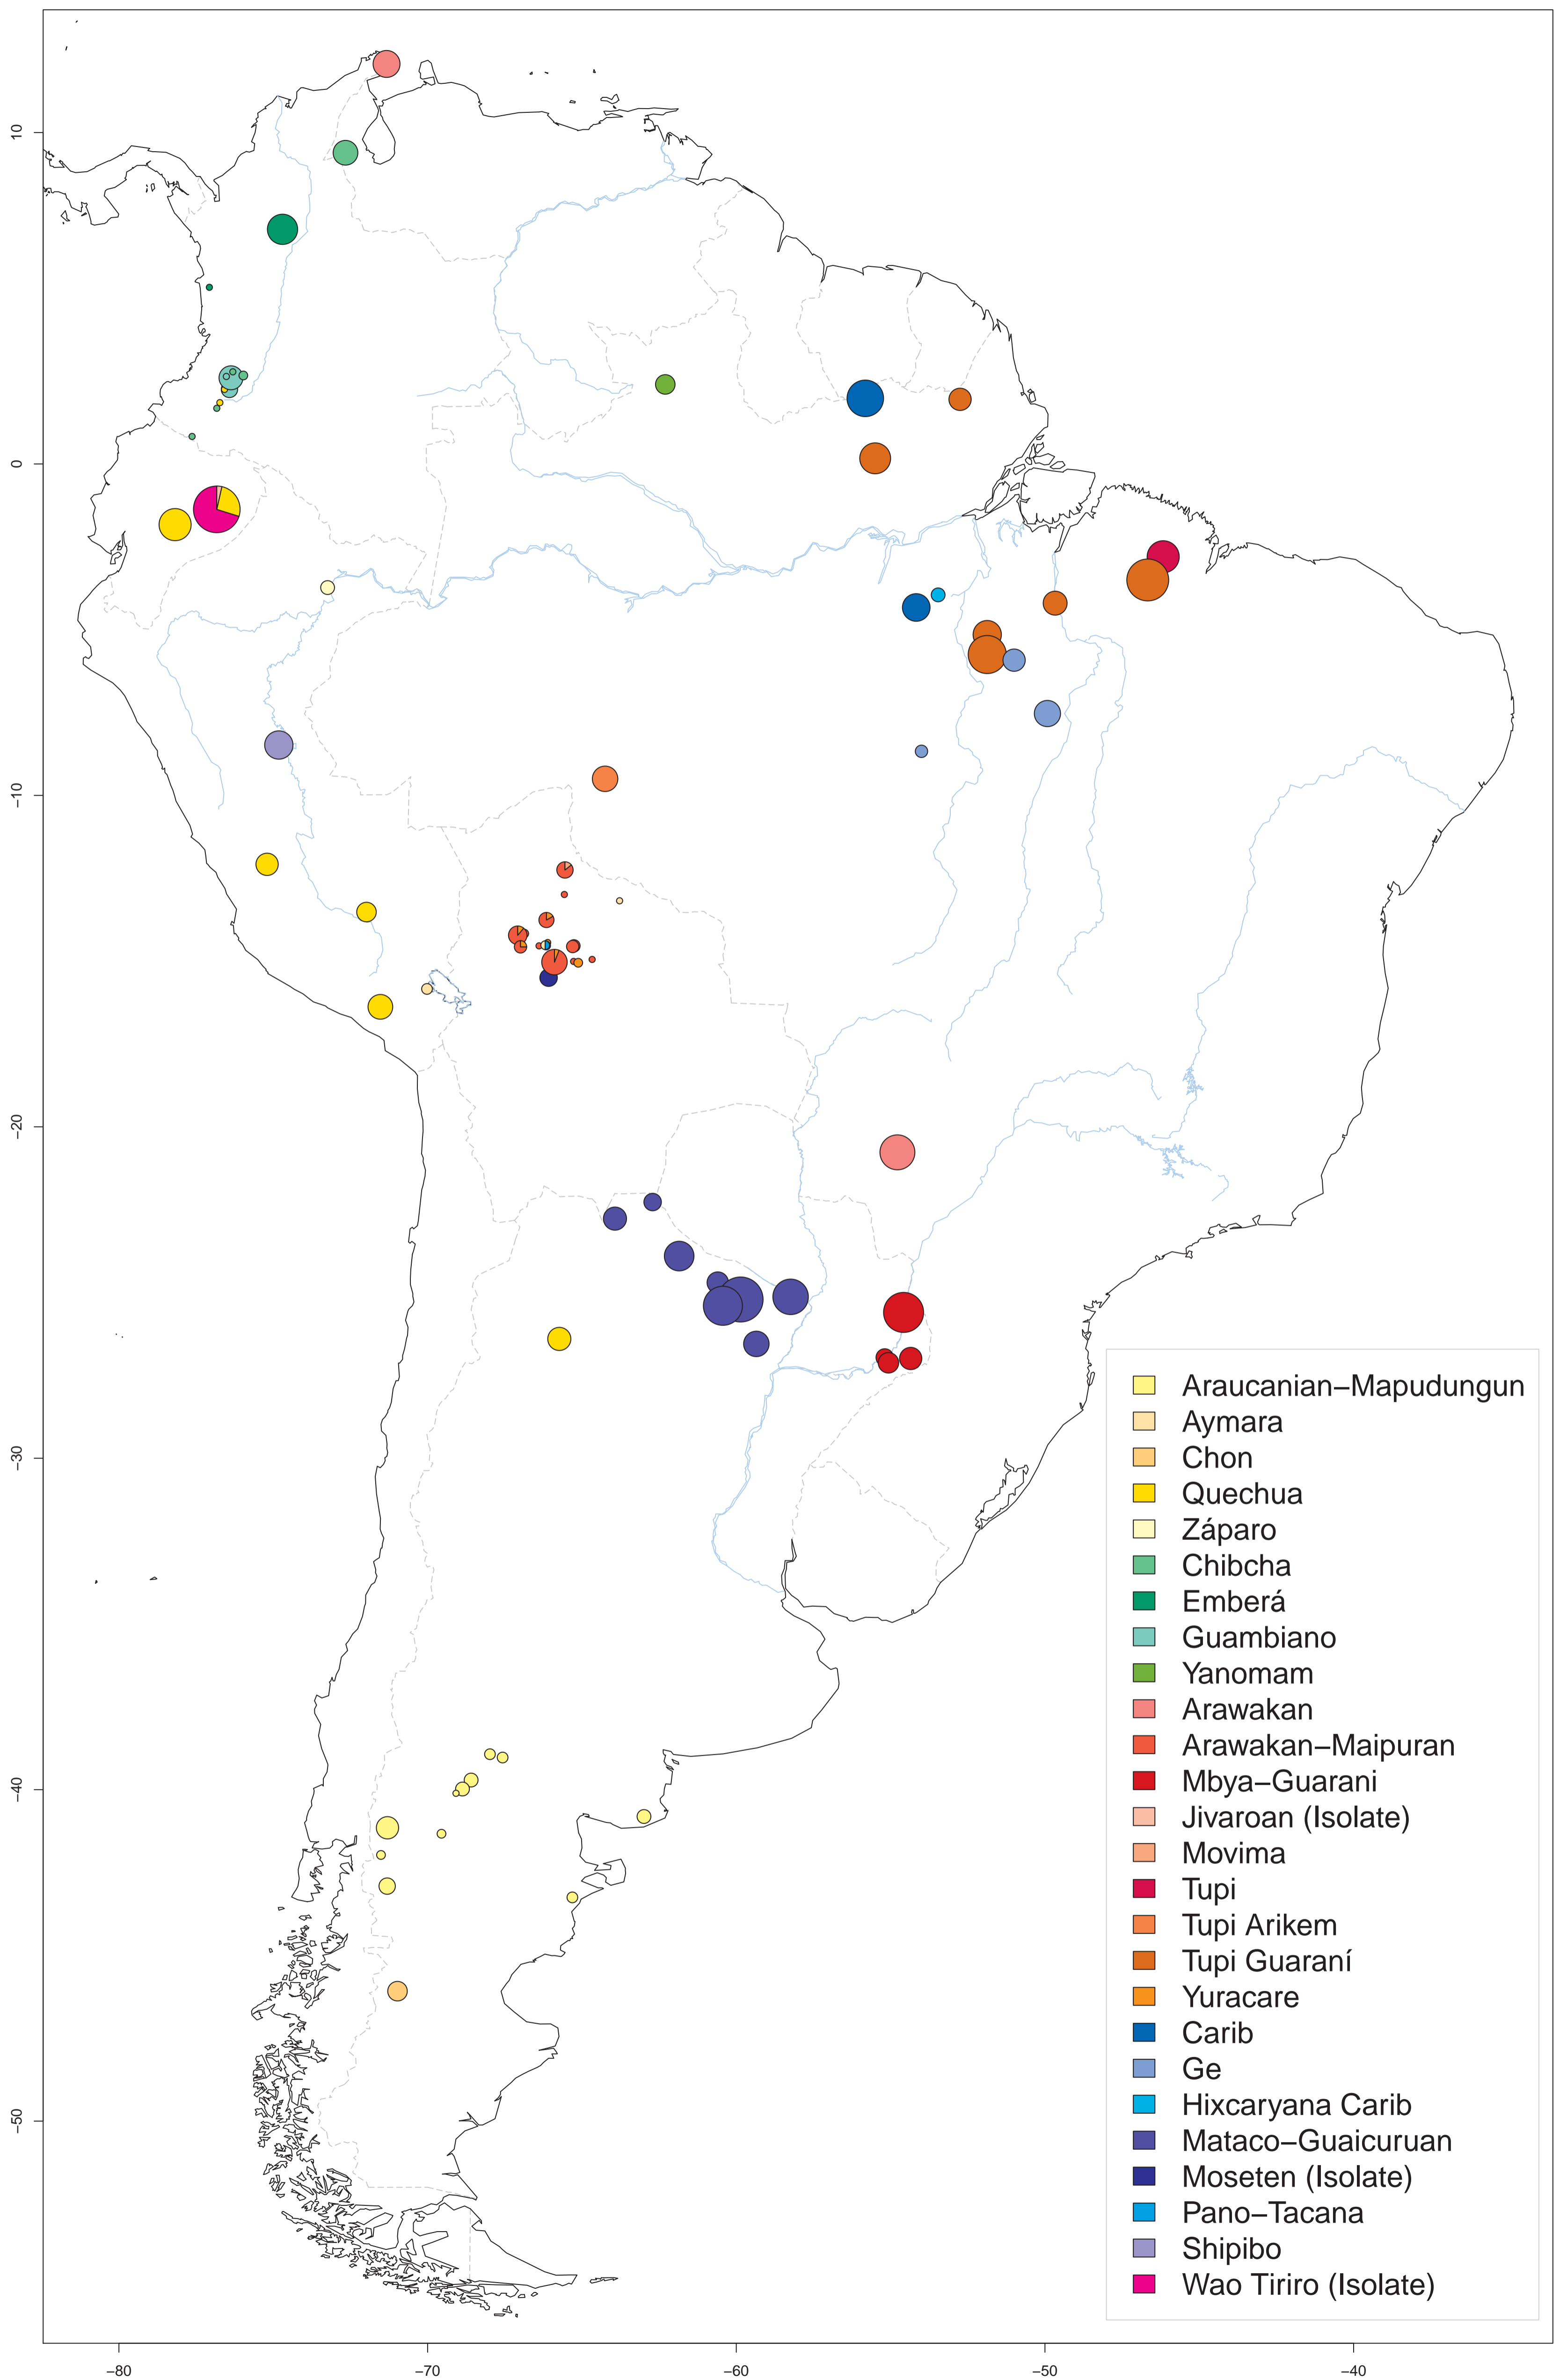 10
0
−10
−20
−30
−40
−50
−80
−70
−60
−50
−40
Araucanian−Mapudungun
Aymara
Chon
Quechua
Záparo
Chibcha
Emberá
Guambiano
Yanomam
Arawakan
Arawakan−Maipuran
Mbya−Guarani
Jivaroan (Isolate)
Movima
Tupi
Tupi Arikem
Tupi Guaraní
Yuracare
Carib
Ge
Hixcaryana Carib
Mataco−Guaicuruan
Moseten (Isolate)
Pano−Tacana
Shipibo
Wao Tiriro (Isolate)